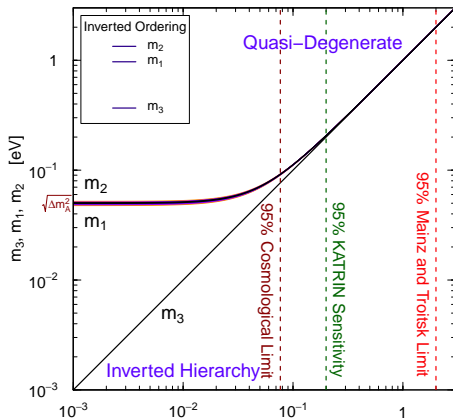 Inverted Ordering
m₂
m₁
m₃
Quasi−Degenerate
m₃, m₁, m₂ [eV]
1
10⁻¹
10⁻²
10⁻³
√Δm²_A
m₂
m₁
m₃
Inverted Hierarchy
95% Cosmological Limit
95% KATRIN Sensitivity
95% Mainz and Troitsk Limit
10⁻³
10⁻²
10⁻¹
1